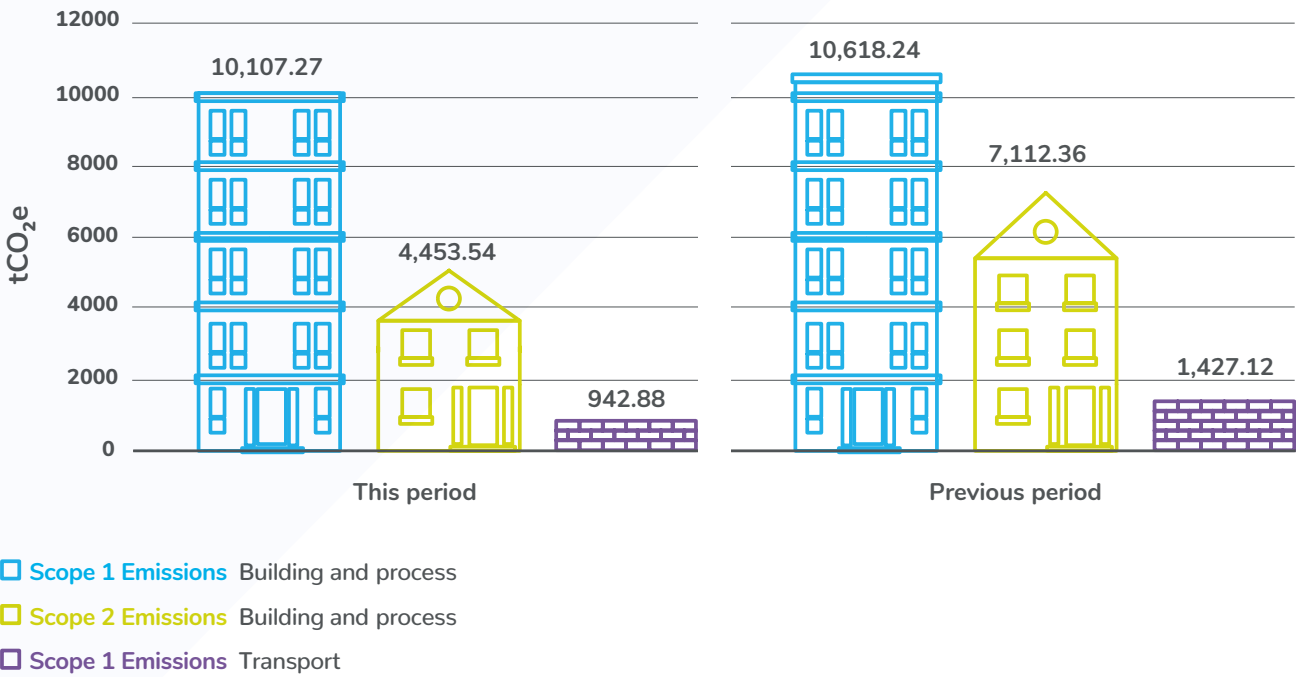 12000
10000
8000
6000
4000
2000
0
tCO₂e
10,107.27
4,453.54
942.88
This period
10,618.24
7,112.36
1,427.12
Previous period
Scope 1 Emissions Building and process
Scope 2 Emissions Building and process
Scope 1 Emissions Transport